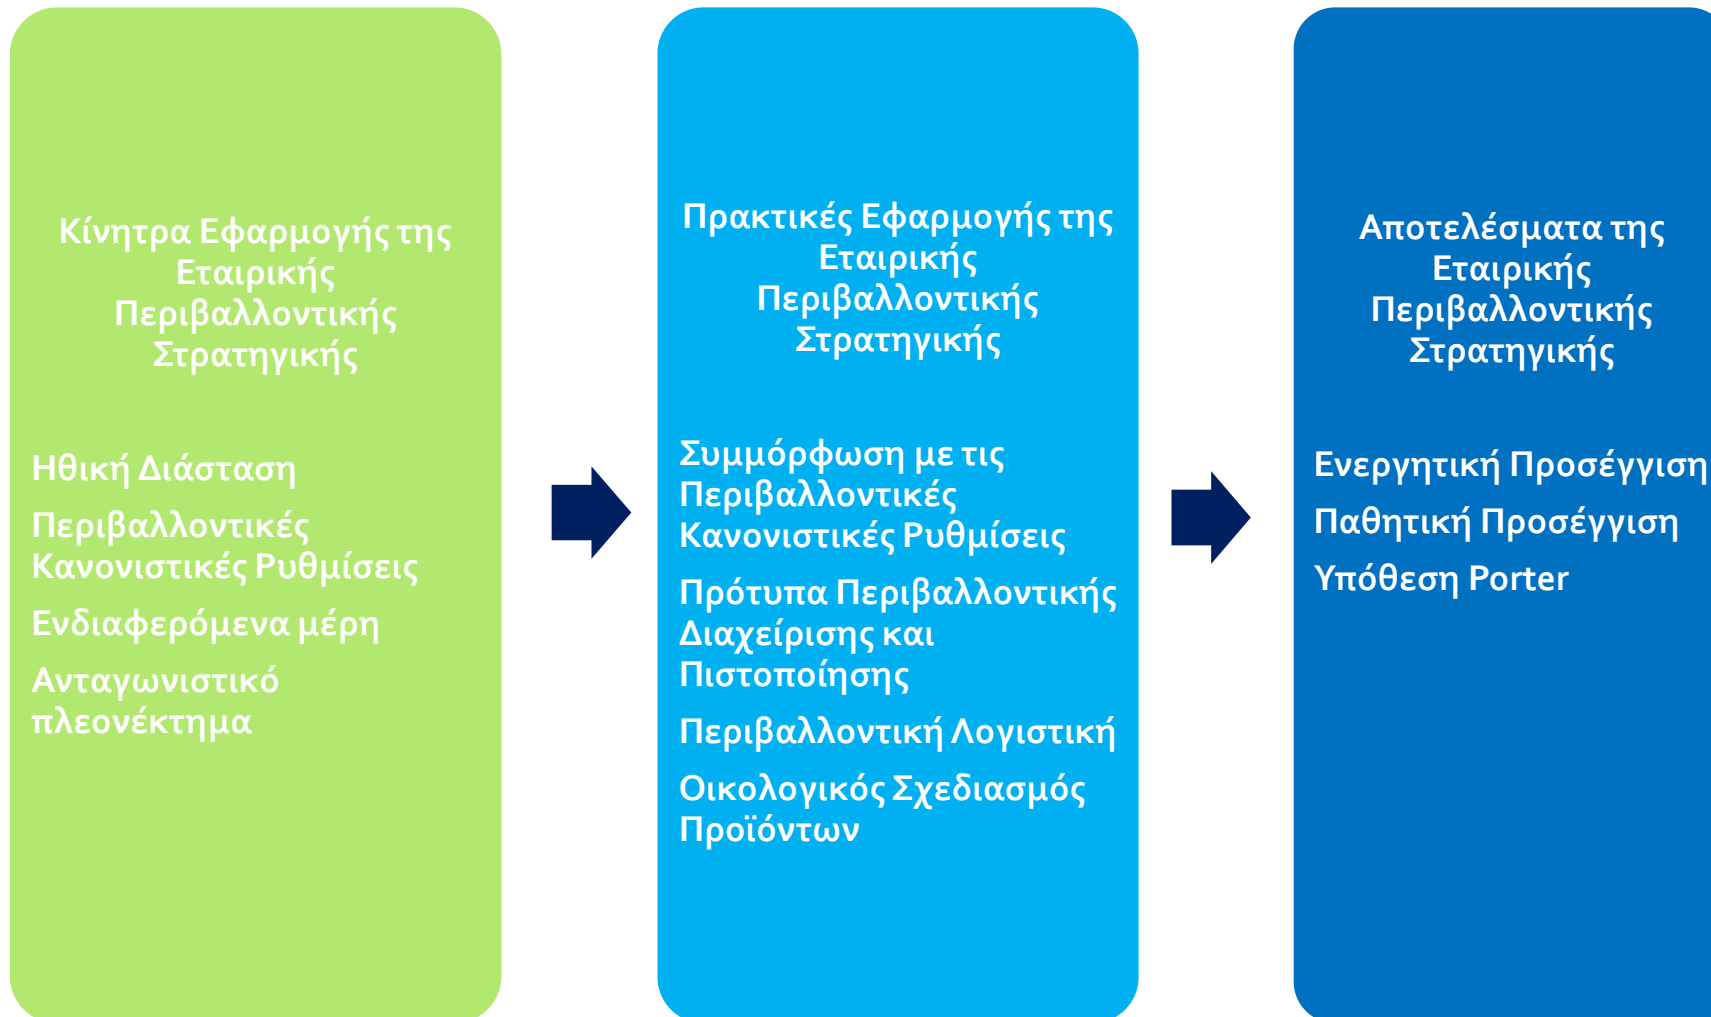 Κίνητρα Εφαρμογής της
Εταιρικής
Περιβαλλοντικής
Στρατηγικής
Ηθική Διάσταση
Περιβαλλοντικές
Κανονιστικές Ρυθμίσεις
Ενδιαφερόμενα μέρη
Ανταγωνιστικό
πλεονέκτημα
Πρακτικές Εφαρμογής της
Εταιρικής
Περιβαλλοντικής
Στρατηγικής
Συμμόρφωση με τις
Περιβαλλοντικές
Κανονιστικές Ρυθμίσεις
Πρότυπα Περιβαλλοντικής
Διαχείρισης και
Πιστοποίησης
Περιβαλλοντική Λογιστική
Οικολογικός Σχεδιασμός
Προϊόντων
Αποτελέσματα της
Εταιρικής
Περιβαλλοντικής
Στρατηγικής
Ενεργητική Προσέγγιση
Παθητική Προσέγγιση
Υπόθεση Porter